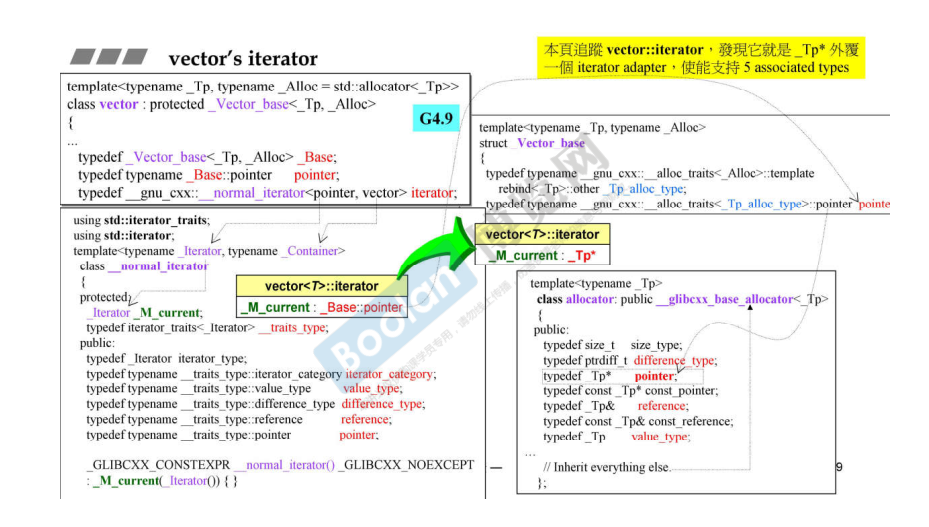 vector's iterator
本頁追蹤 vector::iterator，發現它就是 _Tp* 外覆
一個 iterator adapter，使能支持 5 associated types
template<typename _Tp, typename _Alloc = std::allocator<_Tp>>
class vector : protected _Vector_base<_Tp, _Alloc>
{
...
typedef _Vector_base<_Tp, _Alloc> _Base;
typedef typename _Base::pointer pointer;
typedef __gnu_cxx::__normal_iterator<pointer, vector> iterator;
G4.9
template<typename _Tp, typename _Alloc>
struct _Vector_base
{
typedef typename __gnu_cxx::__alloc_traits<_Alloc>::template
rebind<_Tp>::other _Tp_alloc_type;
typedef typename __gnu_cxx::__alloc_traits<_Tp_alloc_type>::pointer pointe
using std::iterator_traits;
using std::iterator;
template<typename _Iterator, typename _Container>
class __normal_iterator
{
protected:
_Iterator _M_current;
typedef iterator_traits<_Iterator> __traits_type;
public:
typedef _Iterator iterator_type;
typedef typename __traits_type::iterator_category iterator_category;
typedef typename __traits_type::value_type value_type;
typedef typename __traits_type::difference_type difference_type;
typedef typename __traits_type::reference reference;
typedef typename __traits_type::pointer pointer;
_GLIBCXX_CONSTEXPR __normal_iterator() _GLIBCXX_NOEXCEPT
: _M_current(_Iterator()) { }
vector<T>::iterator
_M_current : _Base::pointer
vector<T>::iterator
_M_current : _Tp*
template<typename _Tp>
class allocator: public __glibcxx_base_allocator<_Tp>
{
public:
typedef size_t size_type;
typedef ptrdiff_t difference_type;
typedef _Tp* pointer;
typedef const _Tp* const_pointer;
typedef _Tp& reference;
typedef const _Tp& const_reference;
typedef _Tp value_type;
...
// Inherit everything else.
};
9
Boolan 博覽网